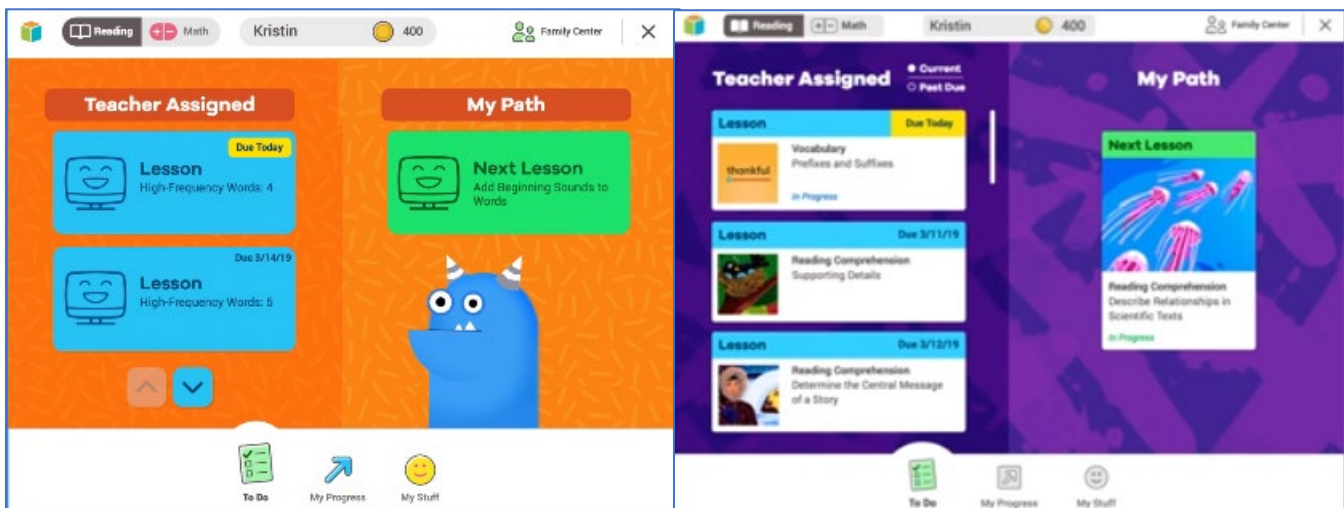 Reading
Math
Kristin
400
Family Center
Teacher Assigned
Due Today
Lesson
High-Frequency Words: 4
Due 3/14/19
Lesson
High-Frequency Words: 5
My Path
Next Lesson
Add Beginning Sounds to
Words
To Do
My Progress
My Stuff
Reading
Math
Kristin
400
Family Center
Teacher Assigned
Current
Past Due
Lesson
Due Today
thankful
Vocabulary
Prefixes and Suffixes
In Progress
Lesson
Due 3/11/19
Reading Comprehension
Supporting Details
Lesson
Due 3/12/19
Reading Comprehension
Determine the Central Message
of a Story
My Path
Next Lesson
Reading Comprehension
Describe Relationships in
Scientific Texts
In Progress
To Do
My Progress
My Stuff